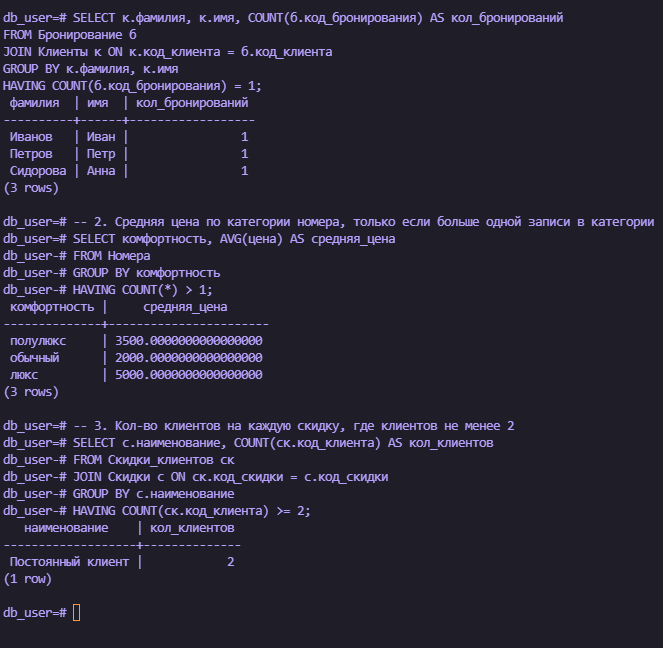 db_user=# SELECT к.фамилия, к.имя, COUNT(б.код_бронирования) AS кол_бронирований
FROM Бронирование б
JOIN Клиенты к ON к.код_клиента = б.код_клиента
GROUP BY к.фамилия, к.имя
HAVING COUNT(б.код_бронирования) = 1;
 фамилия  | имя  | кол_бронирований
----------+------+------------------
 Иванов   | Иван |                1
 Петров   | Петр |                1
 Сидорова | Анна |                1
(3 rows)

db_user=# -- 2. Средняя цена по категории номера, только если больше одной записи в категории
db_user=# SELECT комфортность, AVG(цена) AS средняя_цена
db_user-# FROM Номера
db_user-# GROUP BY комфортность
db_user-# HAVING COUNT(*) > 1;
 комфортность |     средняя_цена
--------------+-----------------------
 полулюкс     | 3500.0000000000000000
 обычный      | 2000.0000000000000000
 люкс         | 5000.0000000000000000
(3 rows)

db_user=# -- 3. Кол-во клиентов на каждую скидку, где клиентов не менее 2
db_user=# SELECT с.наименование, COUNT(ск.код_клиента) AS кол_клиентов
db_user-# FROM Скидки_клиентов ск
db_user-# JOIN Скидки с ON ск.код_скидки = с.код_скидки
db_user-# GROUP BY с.наименование
db_user-# HAVING COUNT(ск.код_клиента) >= 2;
   наименование    | кол_клиентов
-------------------+--------------
 Постоянный клиент |            2
(1 row)

db_user=#